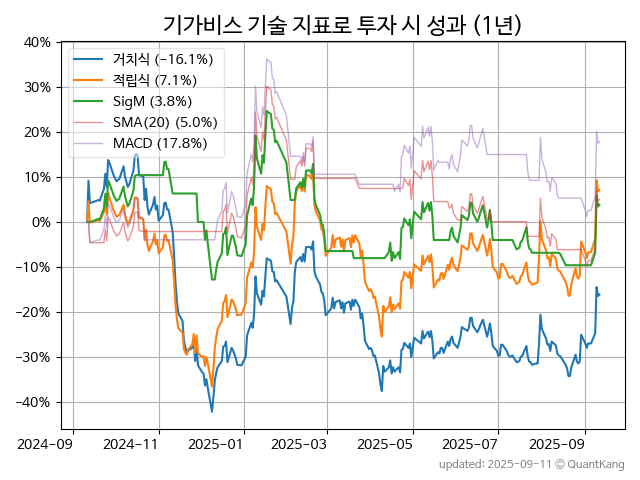 기가비스 기술 지표로 투자 시 성과 (1년)
40%
30%
20%
10%
0%
−10%
−20%
−30%
−40%
거치식 (−16.1%)
적립식 (7.1%)
SigM (3.8%)
SMA(20) (5.0%)
MACD (17.8%)
2024-09 2024-11 2025-01 2025-03 2025-05 2025-07 2025-09
updated: 2025-09-11 © QuantKang